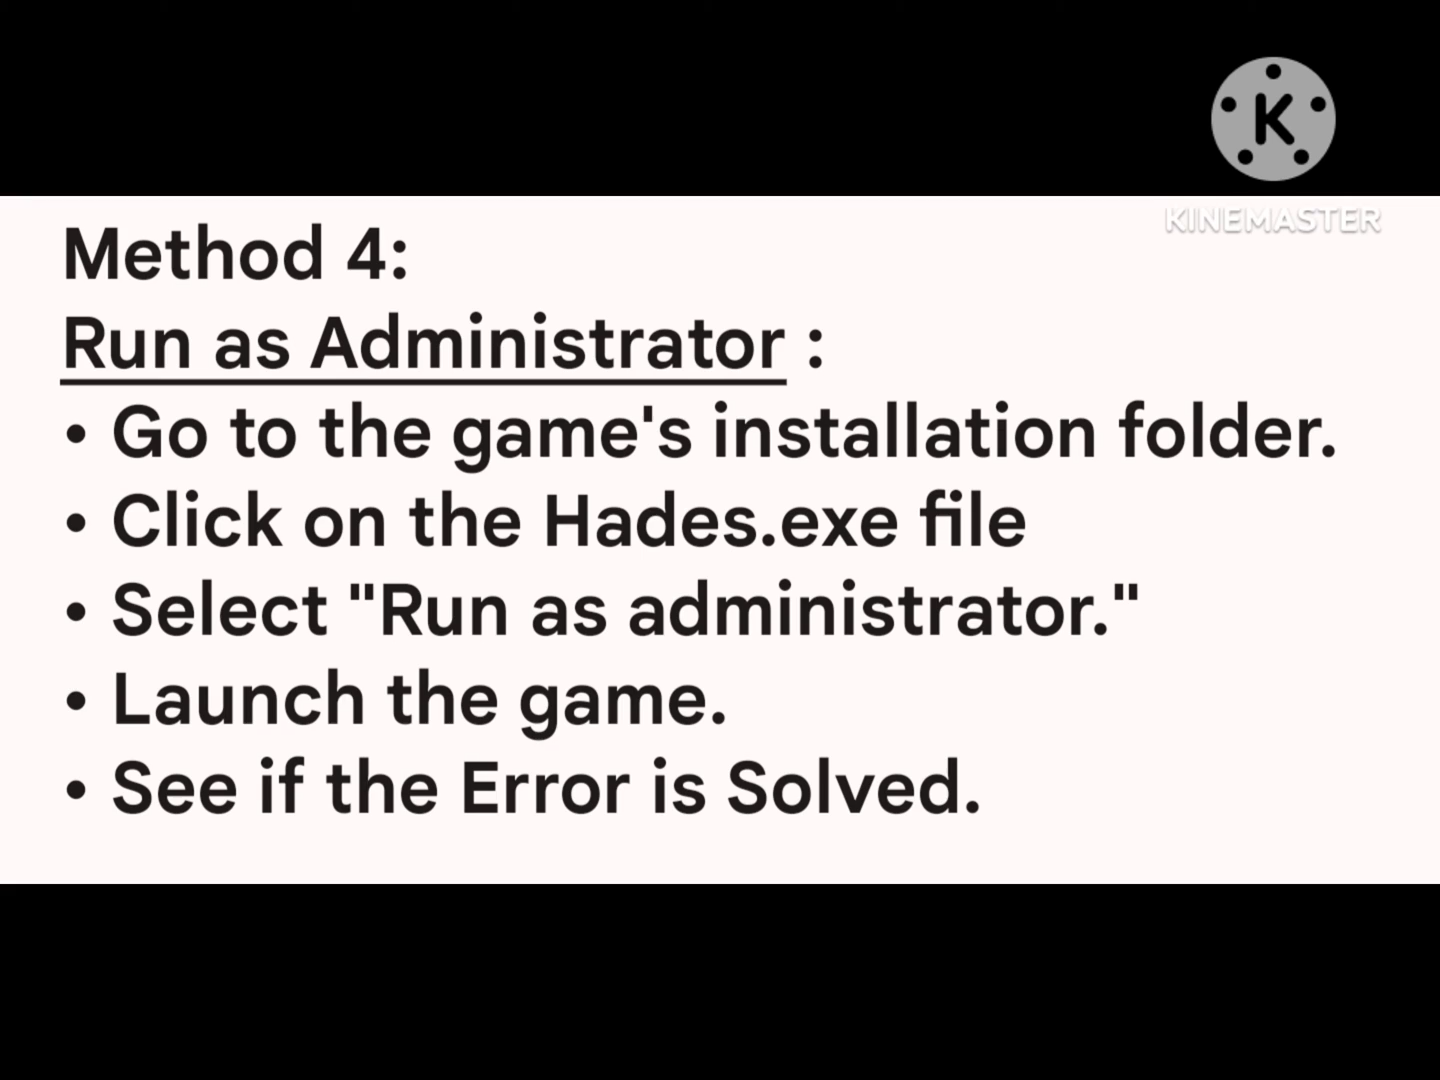 K
KINEMASTER
Method 4:
Run as Administrator :
• Go to the game's installation folder.
• Click on the Hades.exe file
• Select "Run as administrator."
• Launch the game.
• See if the Error is Solved.